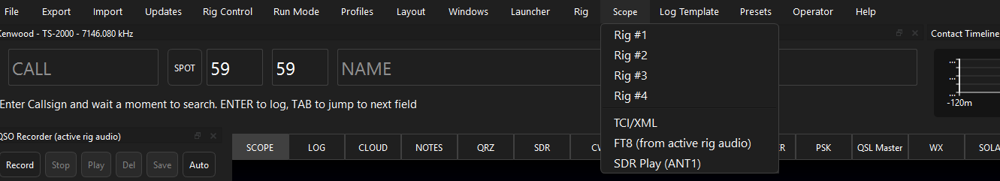 File Export Import Updates Rig Control Run Mode Profiles Layout Windows Launcher Rig Scope Log Template Presets Operator Help
Kenwood - TS-2000 - 7146.080 kHz
Contact Timeline
CALL SPOT 59 59 NAME
Enter Callsign and wait a moment to search. ENTER to log, TAB to jump to next field
Rig #1
Rig #2
Rig #3
Rig #4
TCI/XML
FT8 (from active rig audio)
SDR Play (ANT1)
...
...
-120m
QSO Recorder (active rig audio)
Record Stop Play Del Save Auto
SCOPE LOG CLOUD NOTES QRZ SDR PSK QSL Master WX